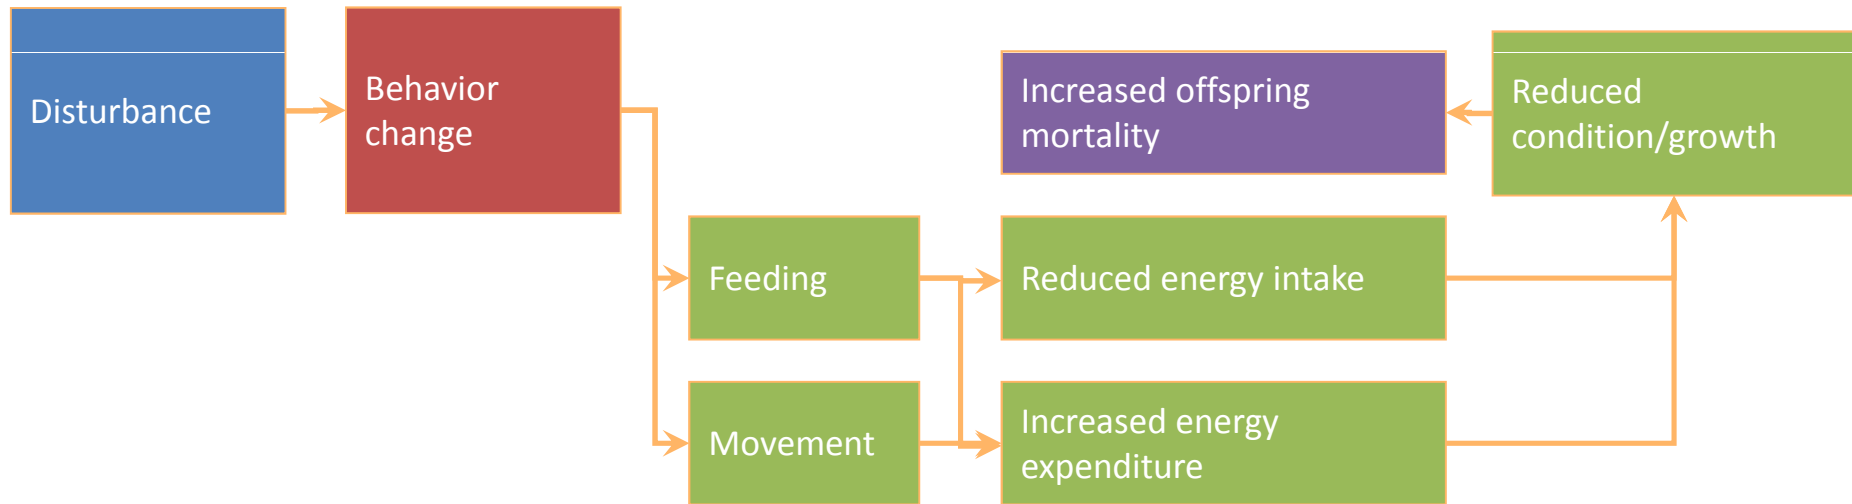 Disturbance
Behavior
change
Increased offspring
mortality
Reduced
condition/growth
Feeding
Reduced energy intake
Movement
Increased energy
expenditure